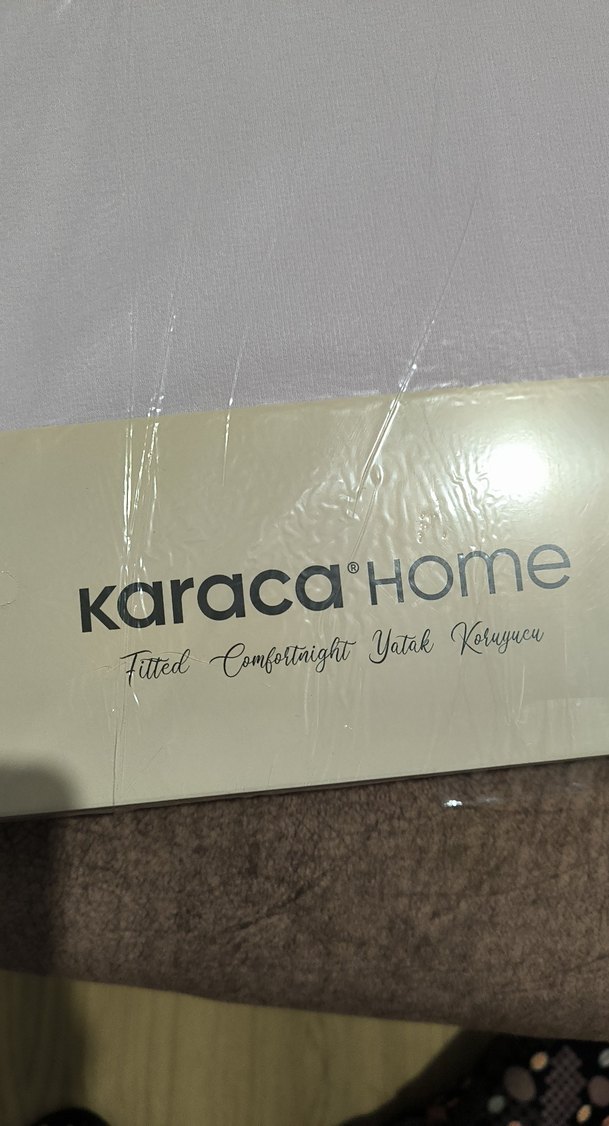 Karaca® Home
Fitted Comfortnight Yatak Koruyucu